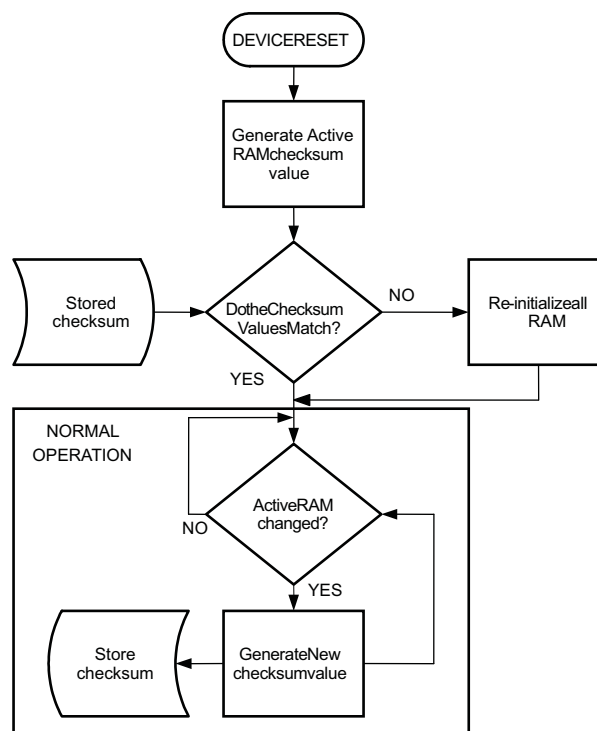 DEVICERESET
Generate Active
RAMchecksum
value
Stored
checksum
DotheChecksum
ValuesMatch?
NO
Re-initializeall
RAM
YES
NORMAL
OPERATION
ActiveRAM
changed?
NO
YES
Store
checksum
GenerateNew
checksumvalue